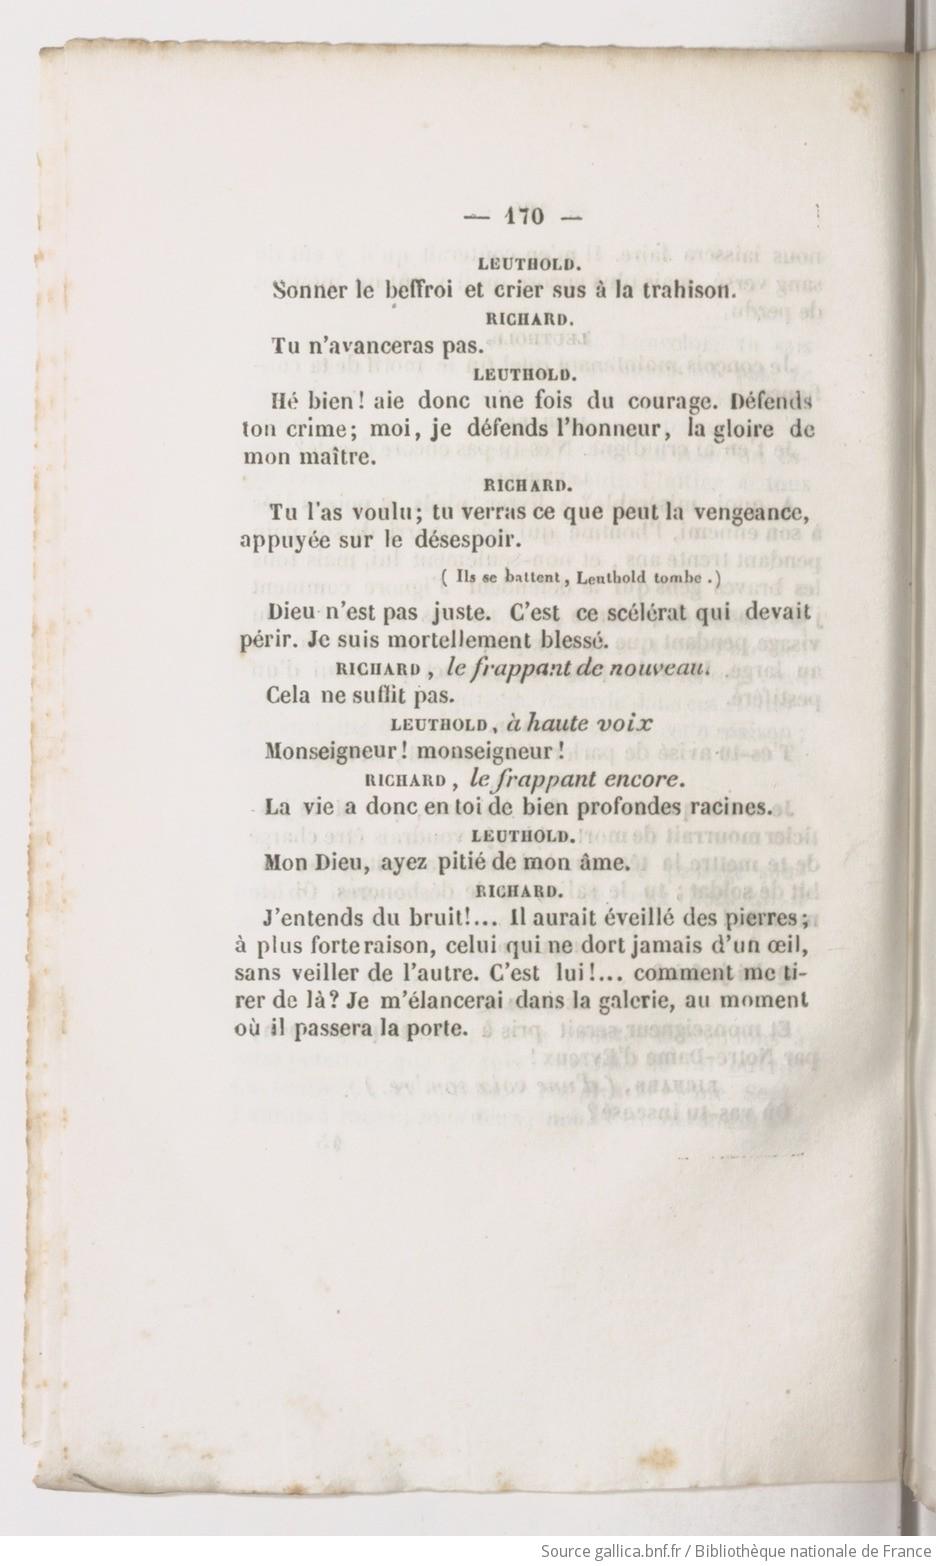 — 170 —
LEUTHOLD.
Sonner le beffroi et crier sus à la trahison.
RICHARD.
Tu n'avanceras pas.
LEUTHOLD.
Hé bien! aie donc une fois du courage. Défends
ton crime; moi, je défends l'honneur, la gloire de
mon maître.
RICHARD.
Tu l'as voulu; tu verras ce que peut la vengeance,
appuyée sur le désespoir.
( Ils se battent, Leuthold tombe.)
Dieu n'est pas juste. C'est ce scélérat qui devait
périr. Je suis mortellement blessé.
RICHARD, le frappant de nouveau.
Cela ne suffit pas.
LEUTHOLD, à haute voix
Monseigneur! monseigneur!
RICHARD, le frappant encore.
La vie a donc en toi de bien profondes racines.
LEUTHOLD.
Mon Dieu, ayez pitié de mon âme.
RICHARD.
J'entends du bruit!... Il aurait éveillé des pierres;
à plus forte raison, celui qui ne dort jamais d'un œil,
sans veiller de l'autre. C'est lui!... comment me ti-
rer de là? Je m'élancerai dans la galerie, au moment
où il passera la porte.
Source gallica.bnf.fr / Bibliothèque nationale de France